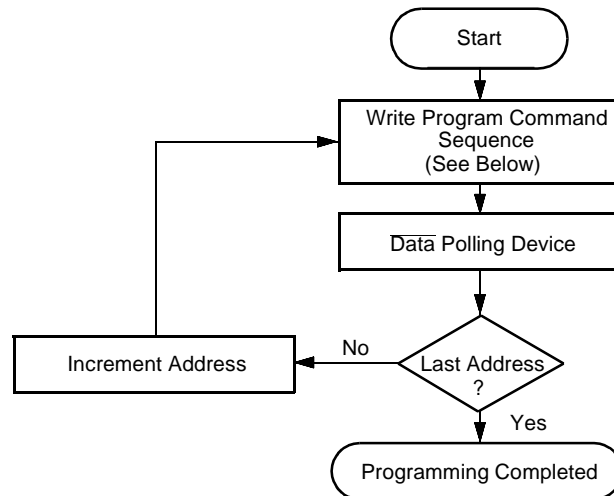 Start
Write Program Command
Sequence
(See Below)
Data Polling Device
Increment Address
No
Last Address
?
Yes
Programming Completed